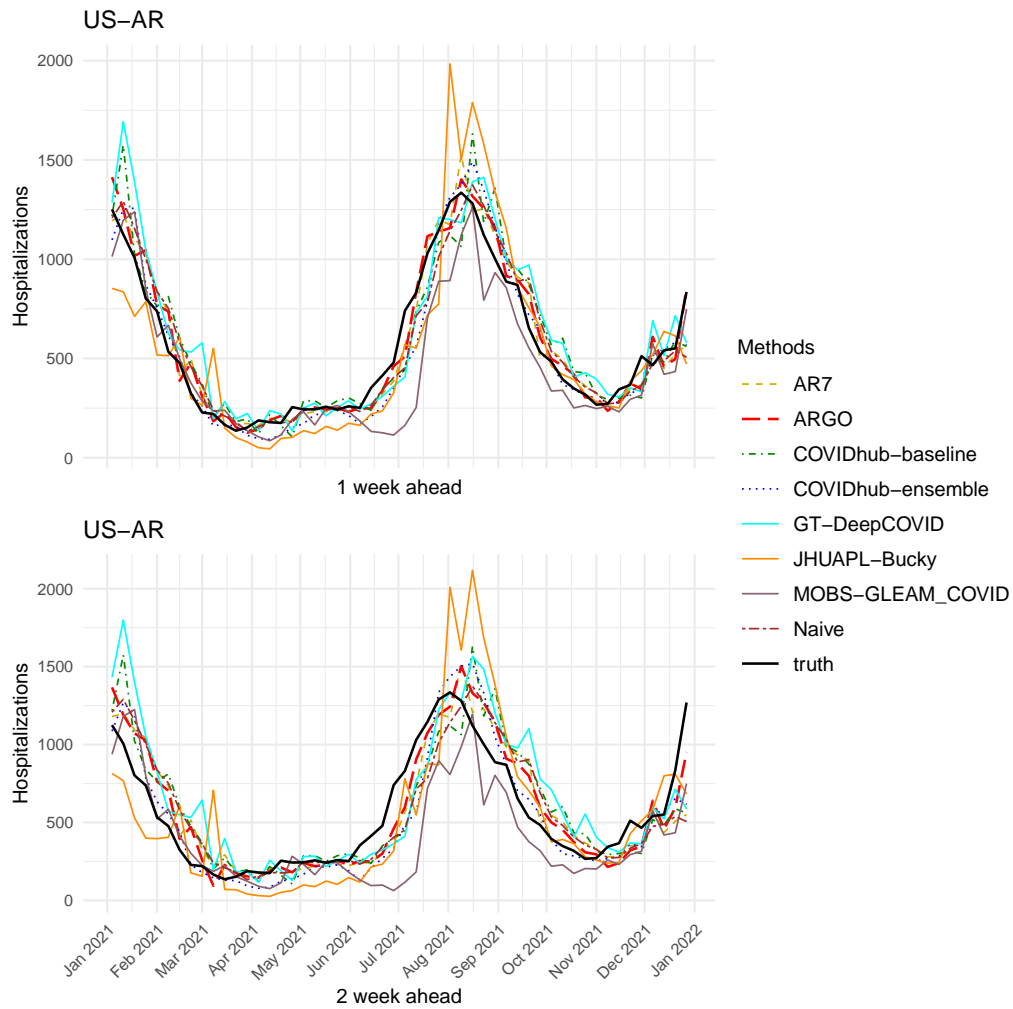 US−AR
2000
1500
1000
500
0
Hospitalizations
1 week ahead
US−AR
2000
1500
1000
500
0
Hospitalizations
Jan 2021
Feb 2021
Mar 2021
Apr 2021
May 2021
Jun 2021
Jul 2021
Aug 2021
Sep 2021
Oct 2021
Nov 2021
Dec 2021
Jan 2022
2 week ahead
Methods
AR7
ARGO
COVIDhub−baseline
COVIDhub−ensemble
GT−DeepCOVID
JHUAPL−Bucky
MOBS−GLEAM_COVID
Naive
truth